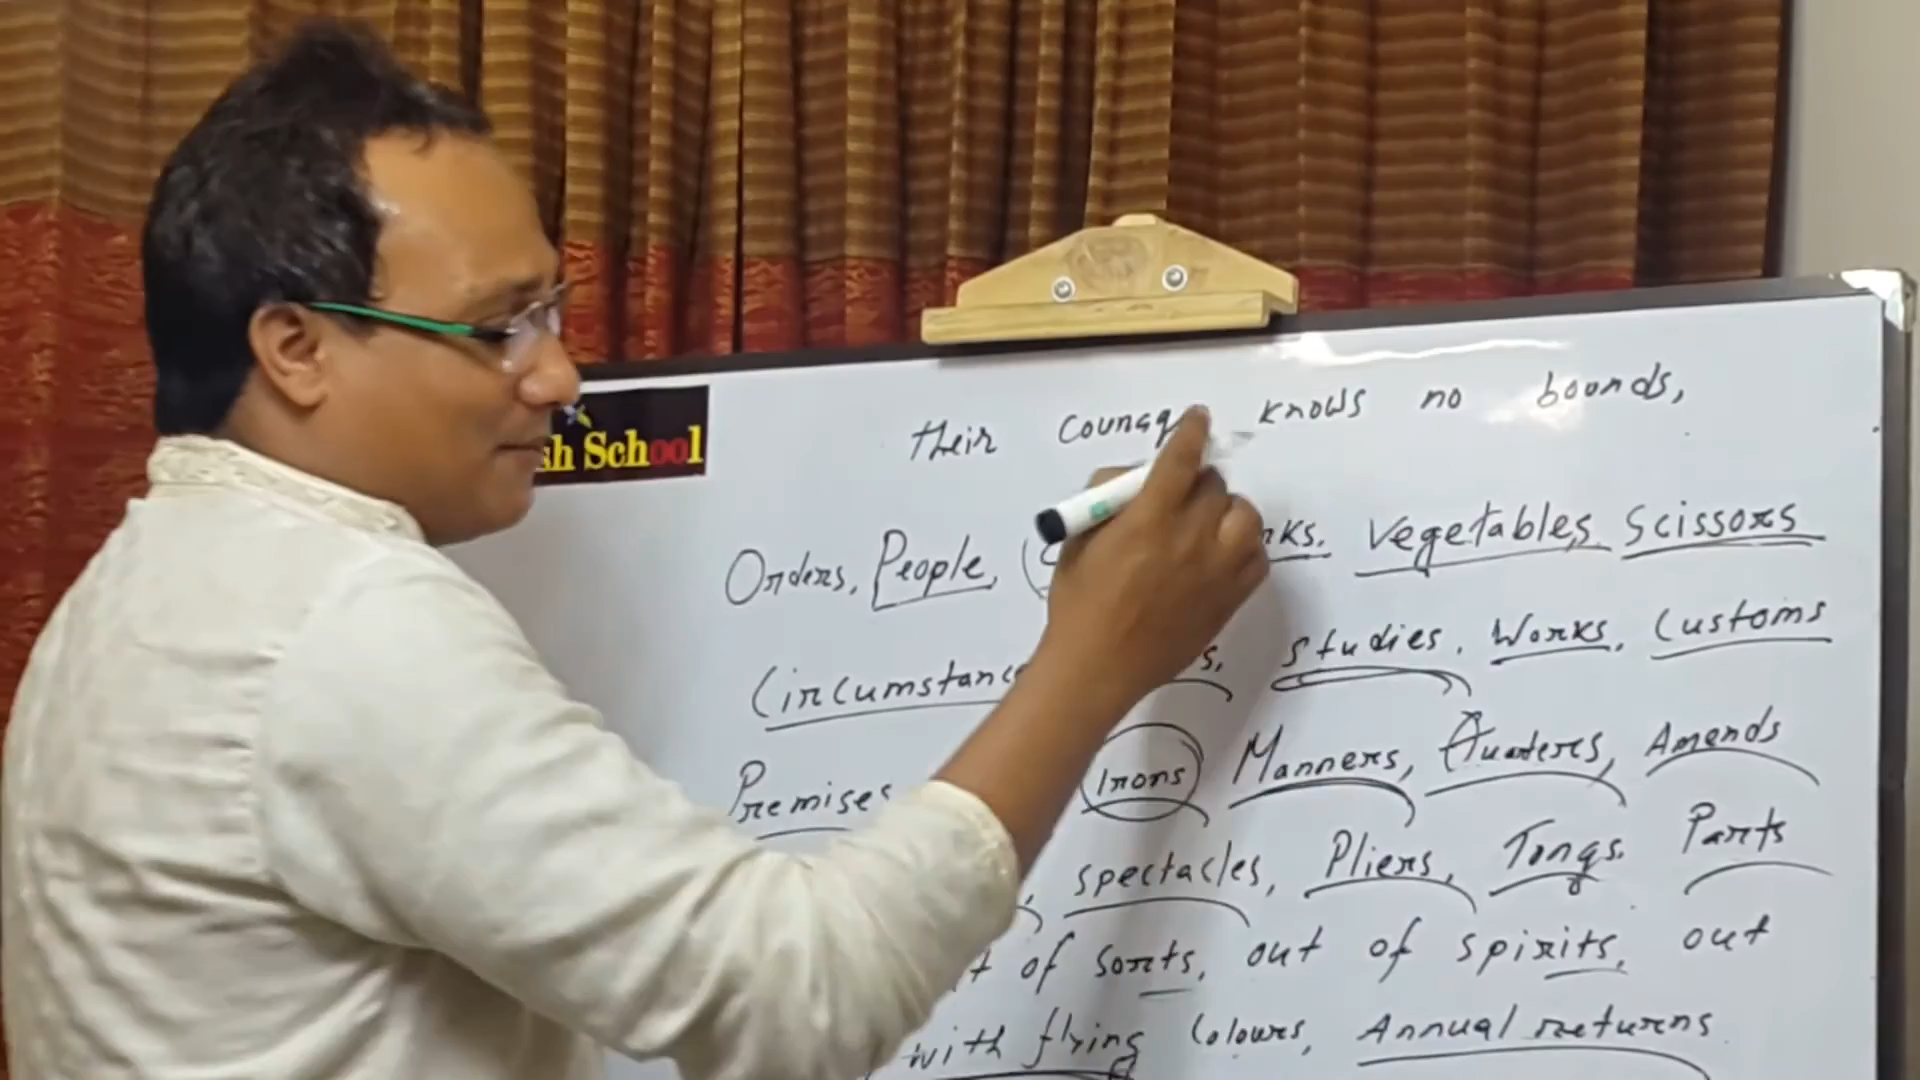 sh School
their courage knows no bounds,
Orders, People, Vegetables, Scissors
Circumstanc studies, Works, Customs
Premises Irons Manners, Quarters, Amends
spectacles, Pliers, Tongs. Parts
of sorts, out of spirits, out
with flying colours, Annual returns